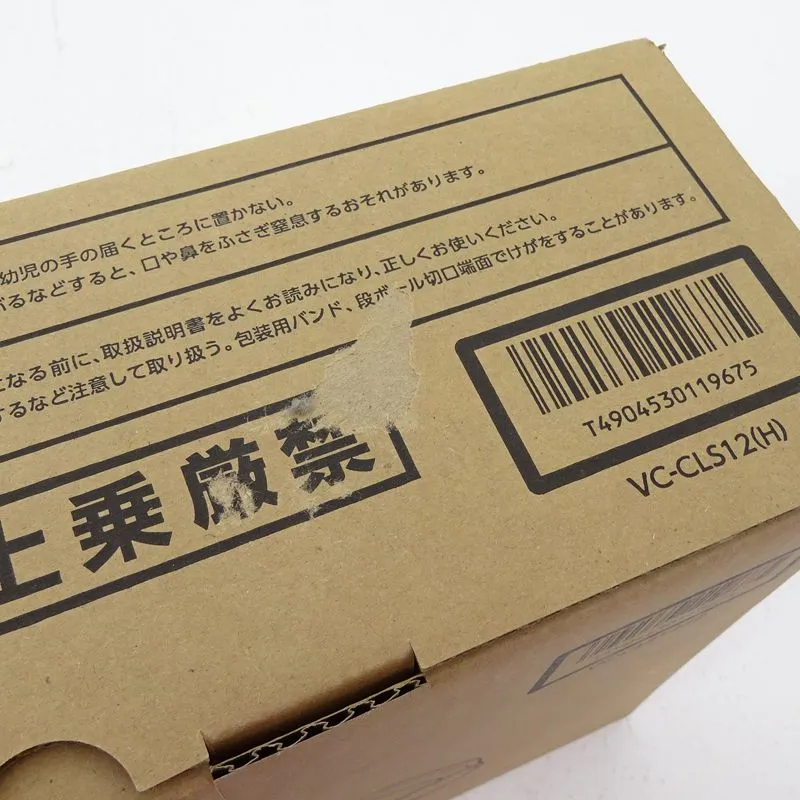 幼児の手の届くところに置かない。
ぶるなどすると、口や鼻をふさぎ窒息するおそれがあります。
になる前に、取扱説明書をよくお読みになり、正しくお使いください。
するなど注意して取り扱う。包装用バンド、段ボール切口端面でけがをすることがあります。
上乗厳禁
T4904530119675
VC-CLS12(H)